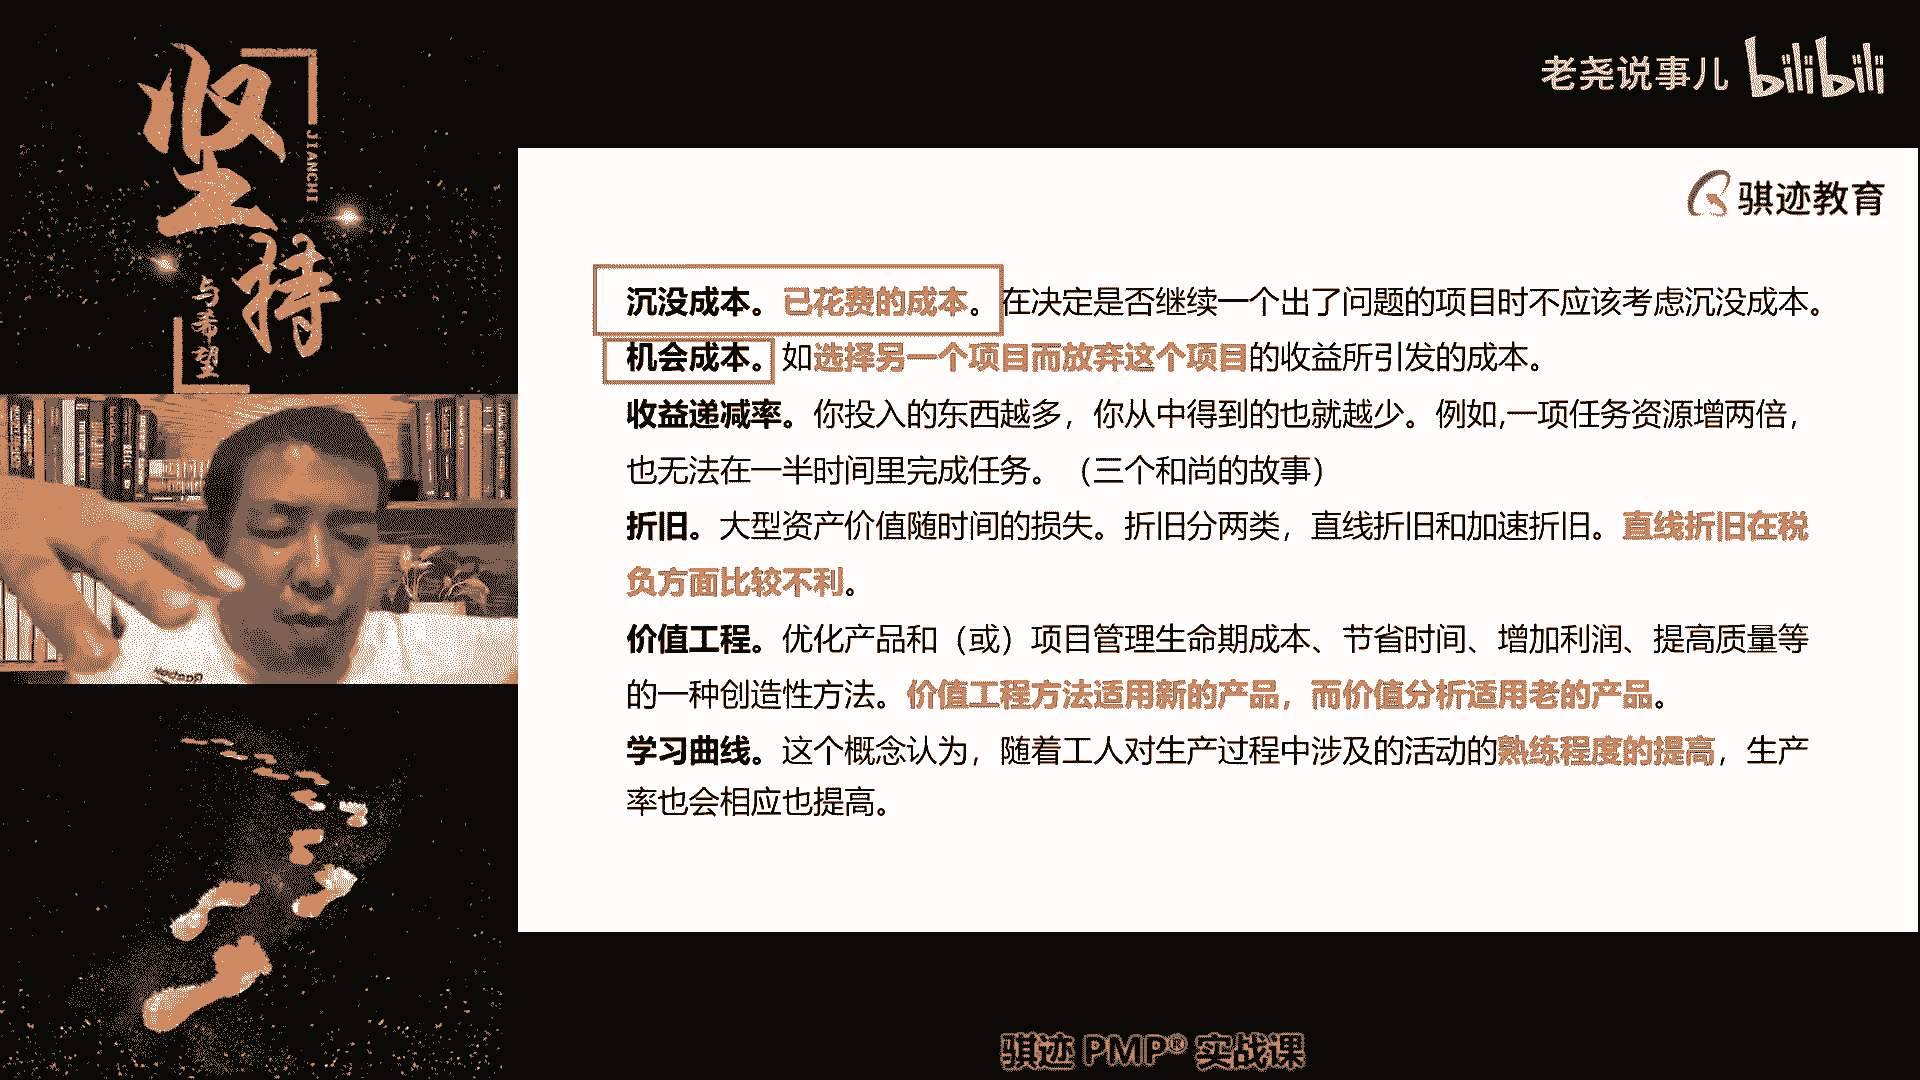 坚持
JIANCHI
与希望
老尧说事儿 bilibili
骐迹教育
沉没成本。已花费的成本。在决定是否继续一个出了问题的项目时不应该考虑沉没成本。
机会成本。如选择另一个项目而放弃这个项目的收益所引发的成本。
收益递减率。你投入的东西越多，你从中得到的也就越少。例如,一项任务资源增两倍，
也无法在一半时间里完成任务。（三个和尚的故事）
折旧。大型资产价值随时间的损失。折旧分两类，直线折旧和加速折旧。直线折旧在税
负方面比较不利。
价值工程。优化产品和（或）项目管理生命期成本、节省时间、增加利润、提高质量等
的一种创造性方法。价值工程方法适用新的产品，而价值分析适用老的产品。
学习曲线。这个概念认为，随着工人对生产过程中涉及的活动的熟练程度的提高，生产
率也会相应也提高。
骐迹 PMP® 实战课